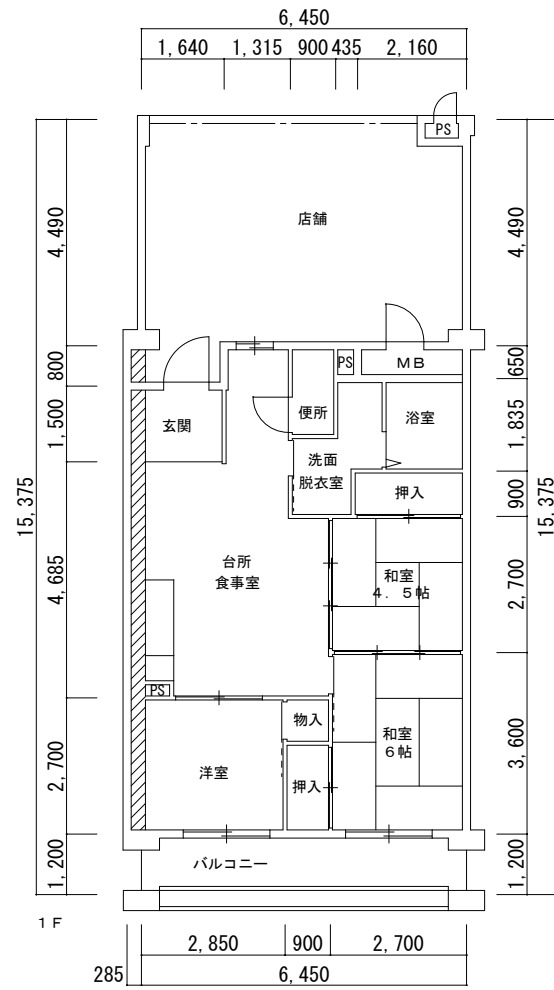 6,450
1,640
1,315
900
435
2,160
PS
店舗
4,490
4,490
800
650
PS
MB
便所
浴室
玄関
1,500
1,835
洗面
脱衣室
押入
900
15,375
15,375
台所
食事室
和室
4．5帖
4,685
2,700
PS
物入
和室
6帖
洋室
押入
2,700
3,600
バルコニー
1,200
1,200
1F
2,850
900
2,700
285
6,450